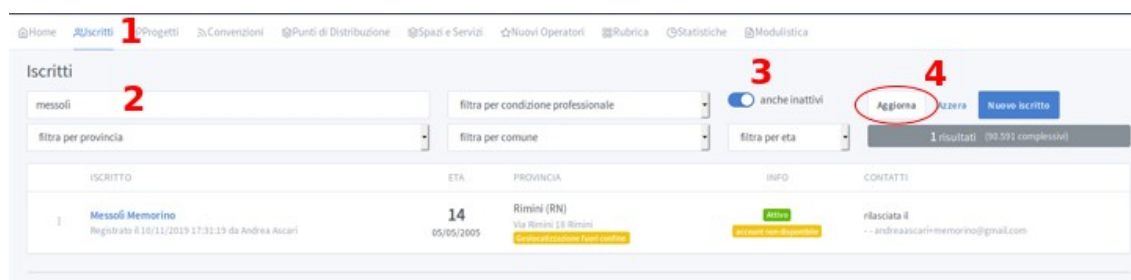 1 3 4
Home Iscritti Progetti Convenzioni Punti di Distribuzione Spazi e Servizi Nuovi Operatori Rubrica Statistiche Modulistica
Iscritti
messoli 2 filtra per condizione professionale anche inattivi Aggiorna Azzera Nuovo iscritto
filtra per provincia filtra per comune filtra per eta 1 risultati (90.591 complessivi)
ISCRITTO ETA PROVINCIA INFO CONTATTI
Messoli Memorino 14 Rimini (RN) Attivo rilasciata il
Registrato il 10/11/2019 17:31:19 da Andrea Ascari 05/05/2005 Via Rimini 18 Rimini account non disponibile - - andreaascari+memorino@gmail.com
Geolocalizzazione fuori confine